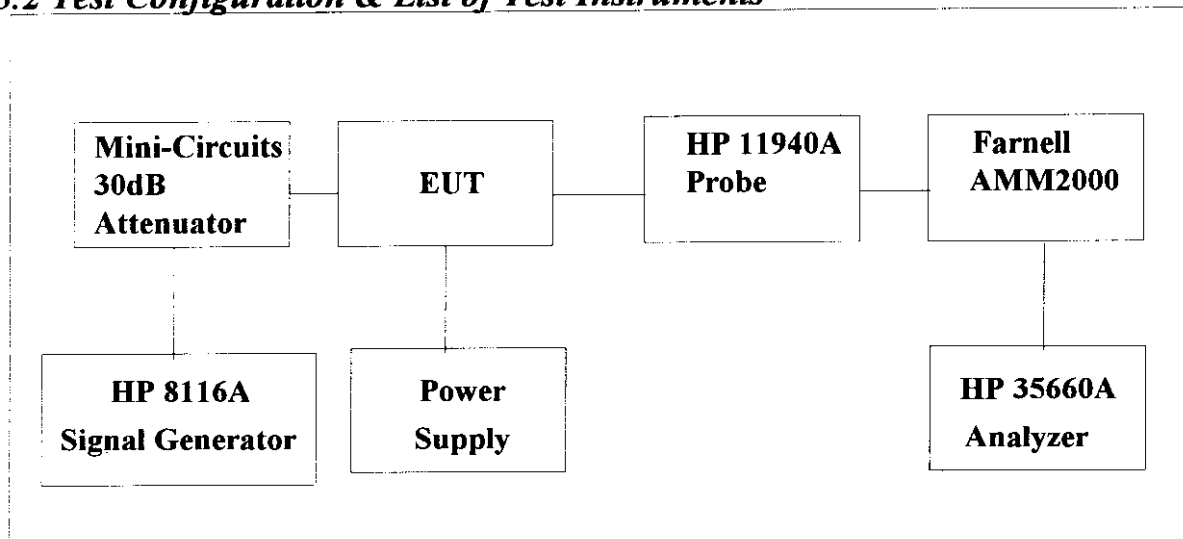 .2 Test Configuration & List of Test Instruments
Mini-Circuits
30dB
Attenuator
EUT
HP 11940A
Probe
Farnell
AMM2000
HP 8116A
Signal Generator
Power
Supply
HP 35660A
Analyzer